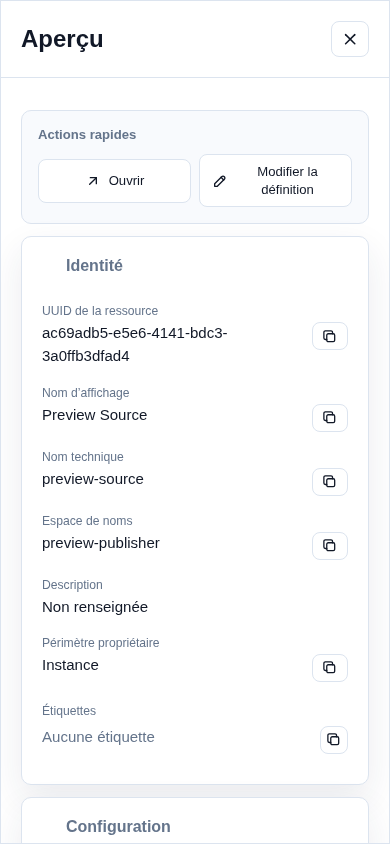 Aperçu
Actions rapides
Ouvrir
Modifier la
définition
Identité
UUID de la ressource
ac69adb5-e5e6-4141-bdc3-
3a0ffb3dfad4
Nom d’affichage
Preview Source
Nom technique
preview-source
Espace de noms
preview-publisher
Description
Non renseignée
Périmètre propriétaire
Instance
Étiquettes
Aucune étiquette
Configuration